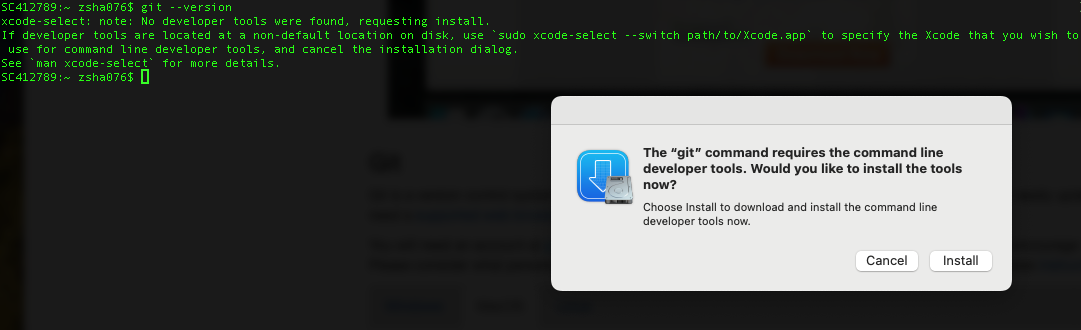 SC412789:~ zsha076$ git --version
xcode-select: note: No developer tools were found, requesting install.
If developer tools are located at a non-default location on disk, use `sudo xcode-select --switch path/to/Xcode.app` to specify the Xcode that you wish to
 use for command line developer tools, and cancel the installation dialog.
See `man xcode-select` for more details.
SC412789:~ zsha076$
The “git” command requires the command line
developer tools. Would you like to install the tools
now?
Choose Install to download and install the command line
developer tools now.
Cancel
Install